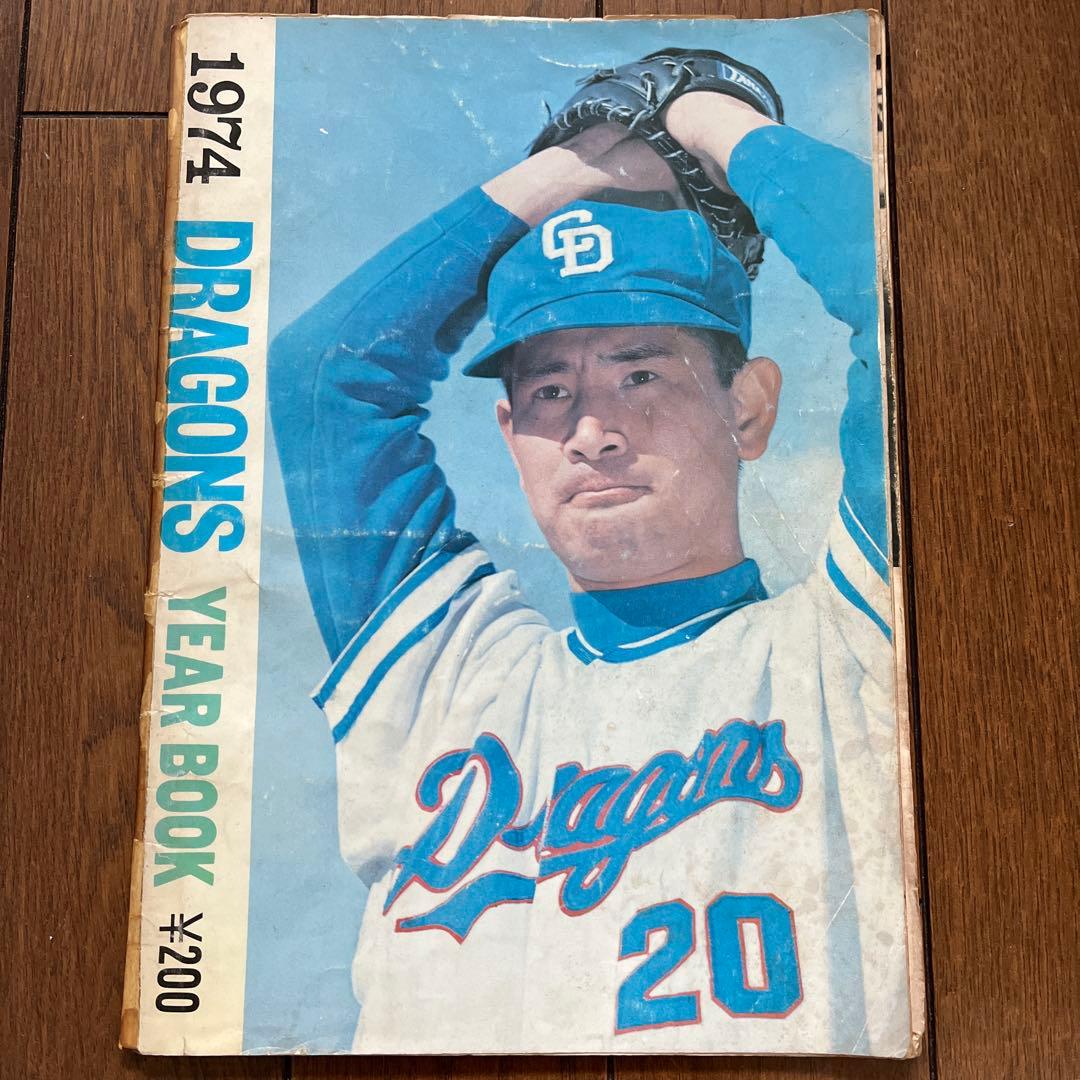 1974 DRAGONS YEAR BOOK ¥200
CD
Dragons
20